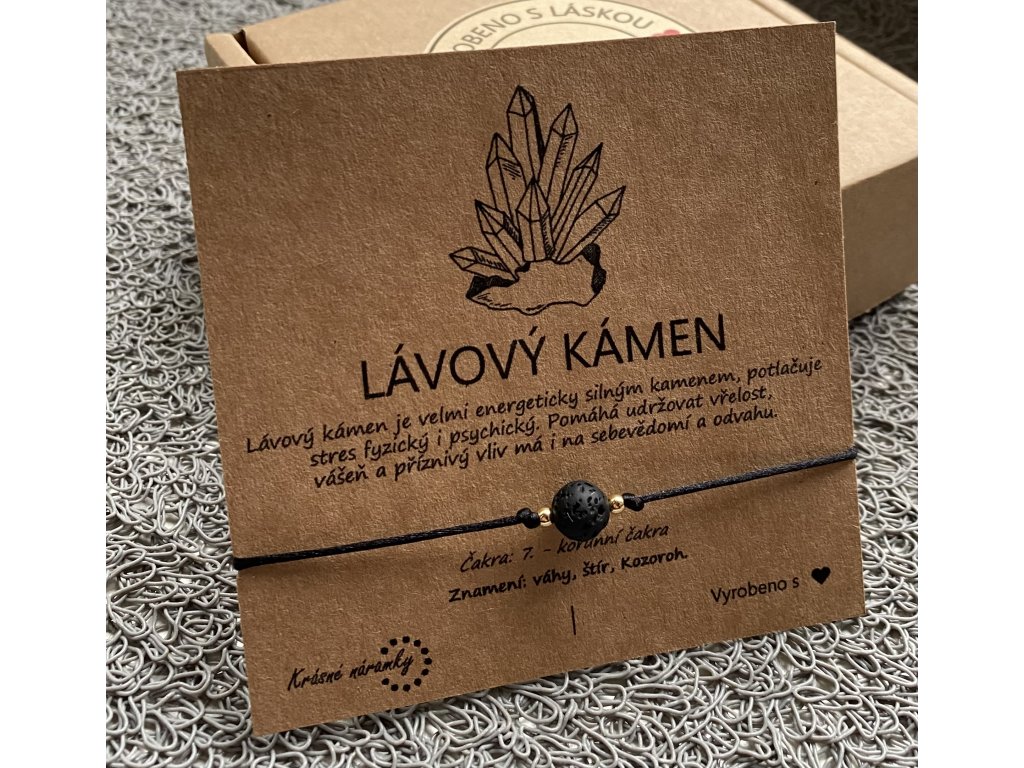 ROBENO S LÁSKOU
LÁVOVÝ KÁMEN
Lávový kámen je velmi energeticky silným kamenem, potlačuje
stres fyzický i psychický. Pomáhá udržovat vřelost,
vášeň a příznivý vliv má i na sebevědomí a odvahu.
Čakra: 7. - korunní čakra
Znamení: váhy, štír, Kozoroh.
Vyrobeno s ♥
Krásné náramky